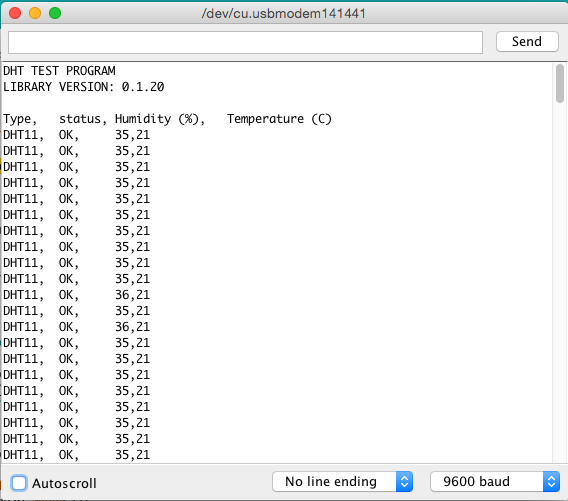 /dev/cu.usbmodem141441
Send
DHT TEST PROGRAM
LIBRARY VERSION: 0.1.20
Type,   status, Humidity (%),   Temperature (C)
DHT11,  OK,     35,21
DHT11,  OK,     35,21
DHT11,  OK,     35,21
DHT11,  OK,     35,21
DHT11,  OK,     35,21
DHT11,  OK,     35,21
DHT11,  OK,     35,21
DHT11,  OK,     35,21
DHT11,  OK,     35,21
DHT11,  OK,     35,21
DHT11,  OK,     36,21
DHT11,  OK,     35,21
DHT11,  OK,     36,21
DHT11,  OK,     35,21
DHT11,  OK,     35,21
DHT11,  OK,     35,21
DHT11,  OK,     35,21
DHT11,  OK,     35,21
DHT11,  OK,     35,21
DHT11,  OK,     35,21
DHT11,  OK,     35,21
Autoscroll
No line ending
9600 baud